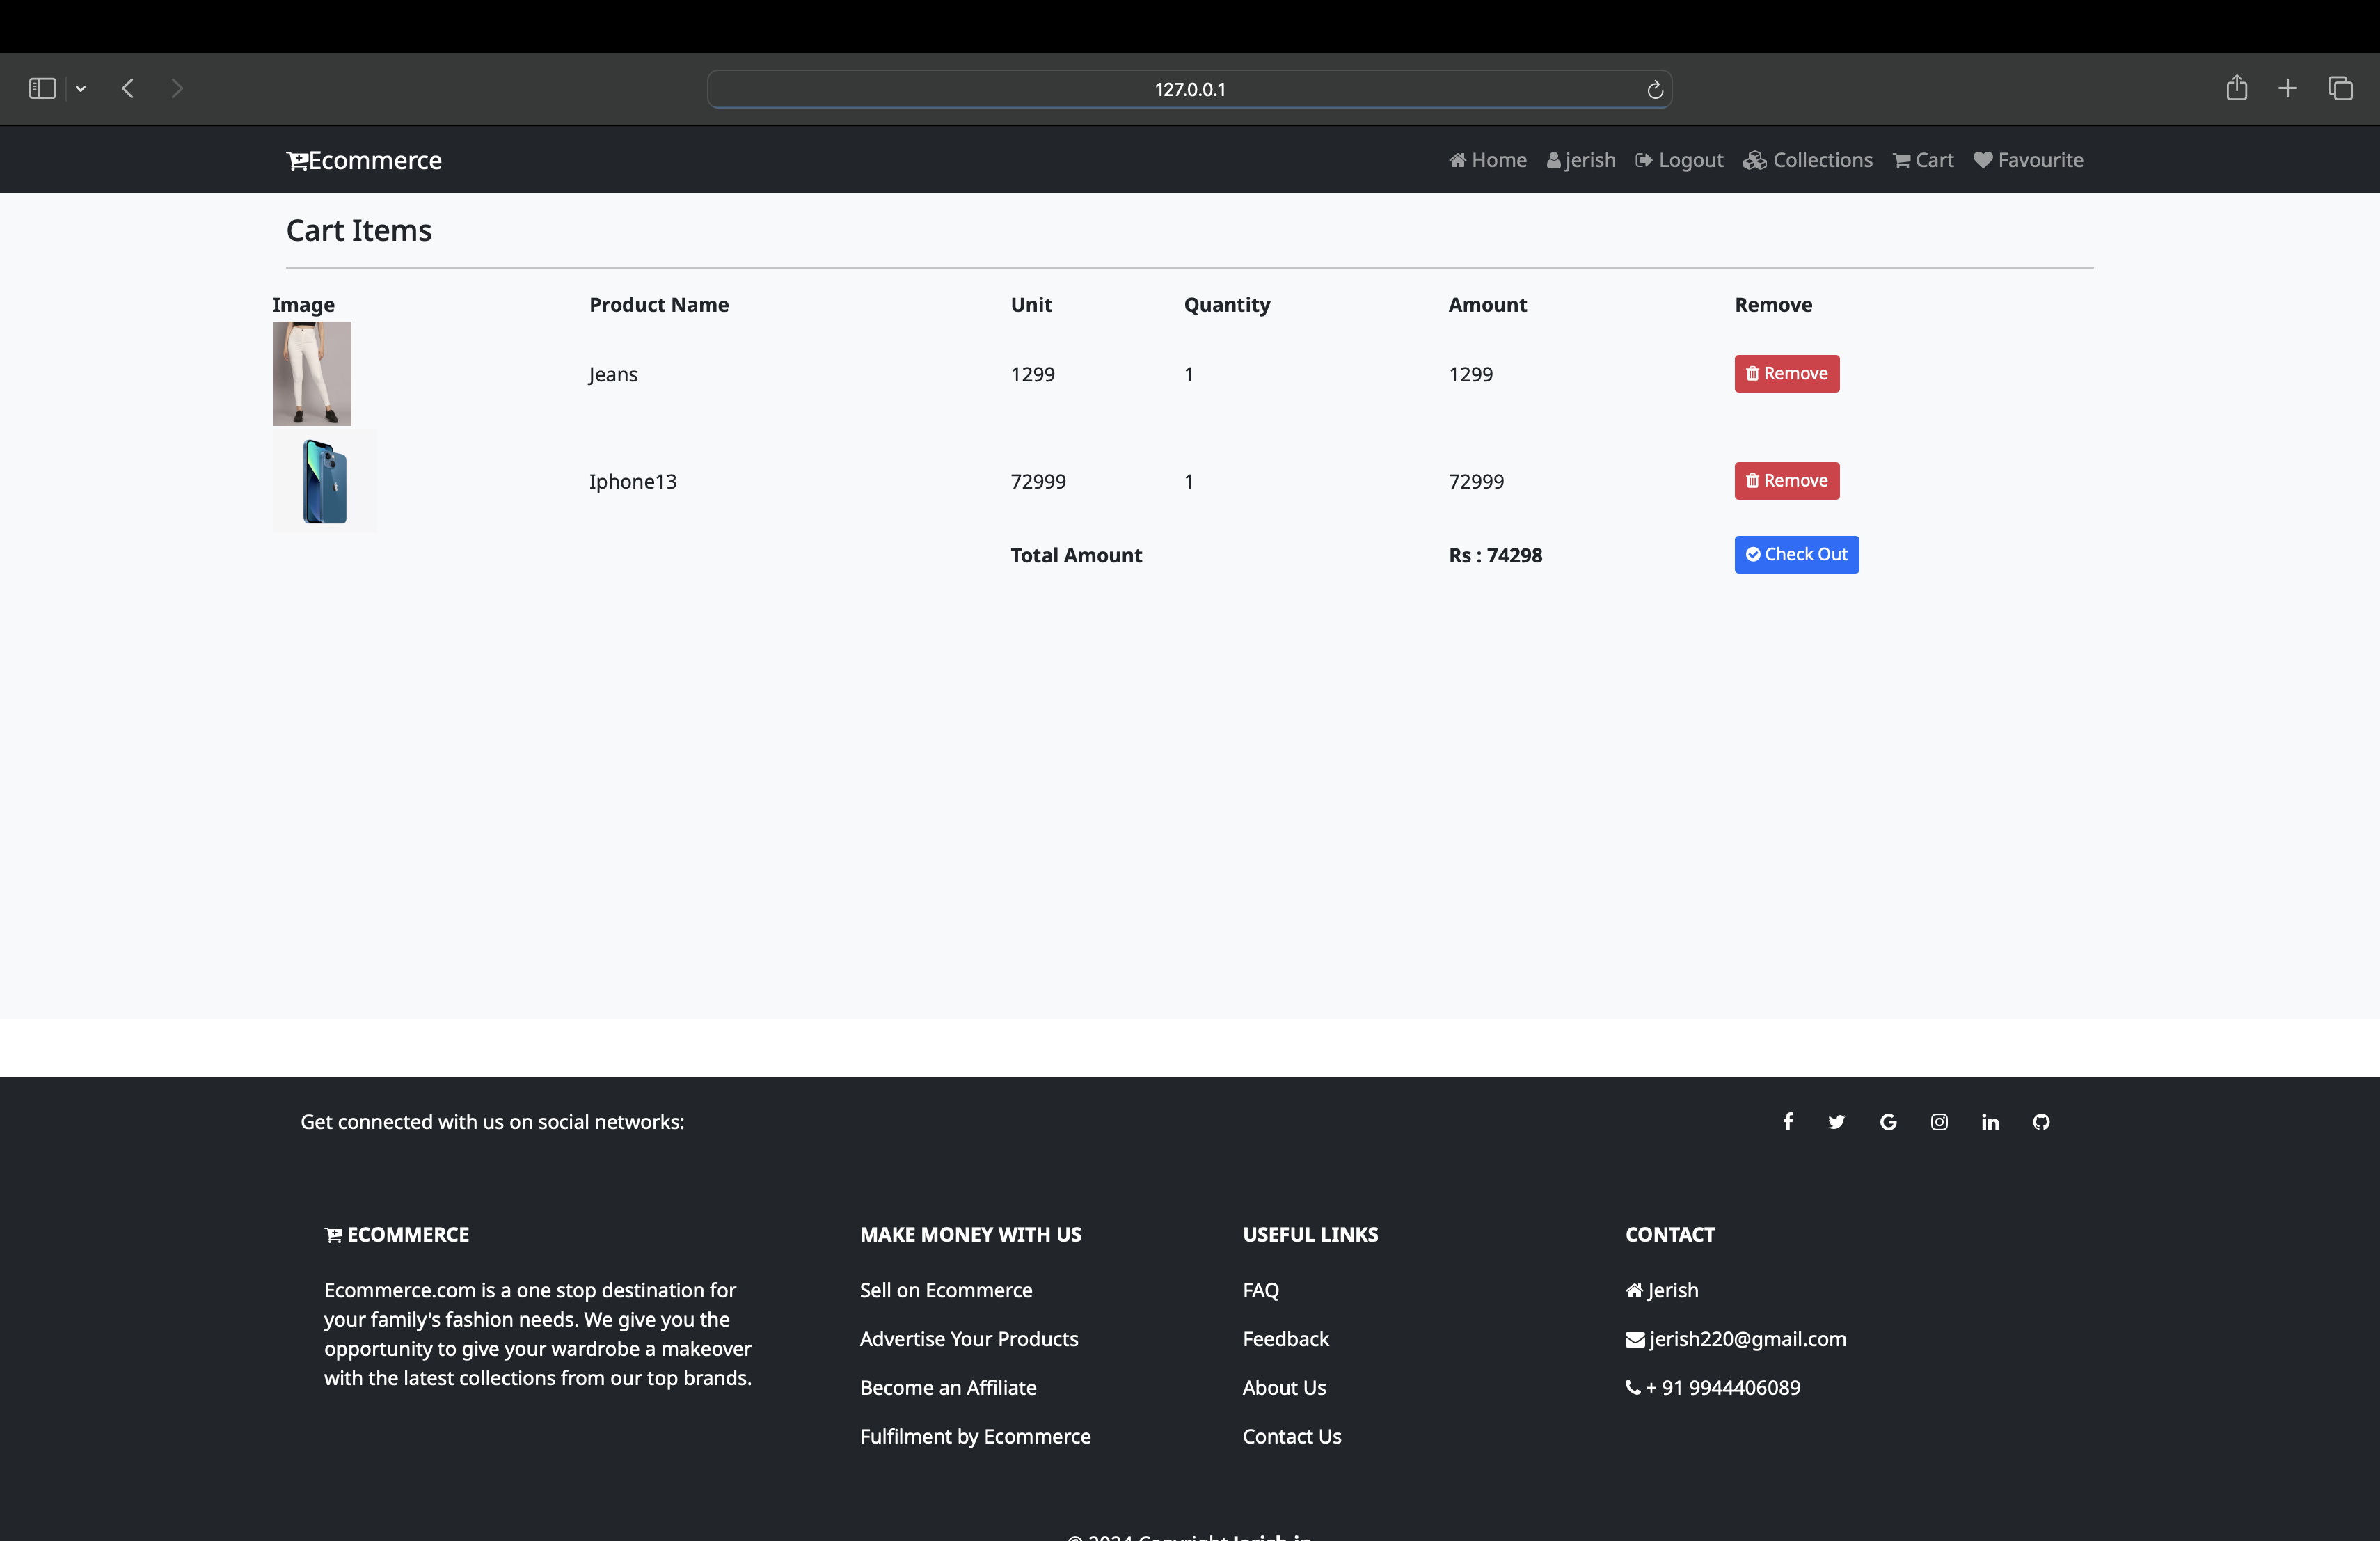 127.0.0.1
Ecommerce
Home jerish Logout Collections Cart Favourite
Cart Items
Image Product Name Unit Quantity Amount Remove
Jeans 1299 1 1299 Remove
Iphone13 72999 1 72999 Remove
Total Amount Rs : 74298 Check Out
Get connected with us on social networks:
ECOMMERCE
Ecommerce.com is a one stop destination for
your family's fashion needs. We give you the
opportunity to give your wardrobe a makeover
with the latest collections from our top brands.
MAKE MONEY WITH US
Sell on Ecommerce
Advertise Your Products
Become an Affiliate
Fulfilment by Ecommerce
USEFUL LINKS
FAQ
Feedback
About Us
Contact Us
CONTACT
Jerish
jerish220@gmail.com
+ 91 9944406089
© 2024 Copyright Jerish.in